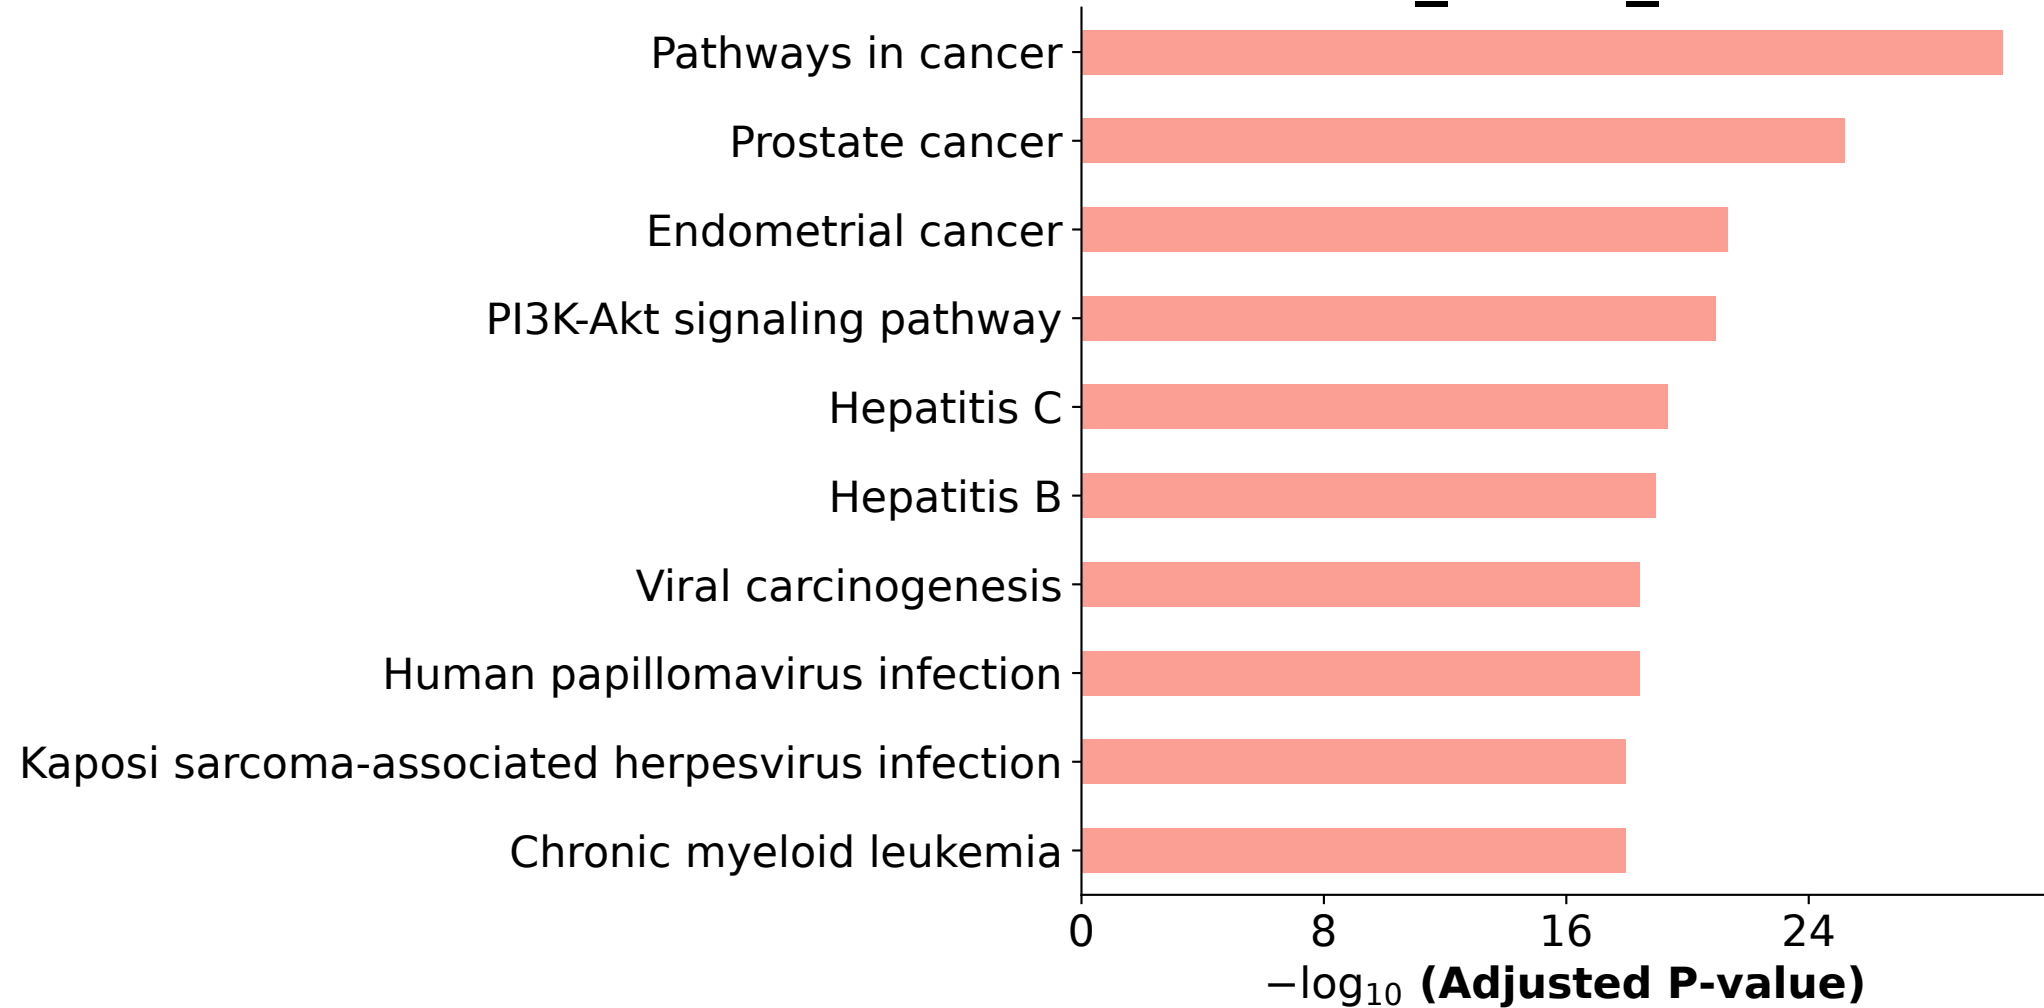 Pathways in cancer
Prostate cancer
Endometrial cancer
PI3K-Akt signaling pathway
Hepatitis C
Hepatitis B
Viral carcinogenesis
Human papillomavirus infection
Kaposi sarcoma-associated herpesvirus infection
Chronic myeloid leukemia
0 8 16 24
−log₁₀ (Adjusted P-value)